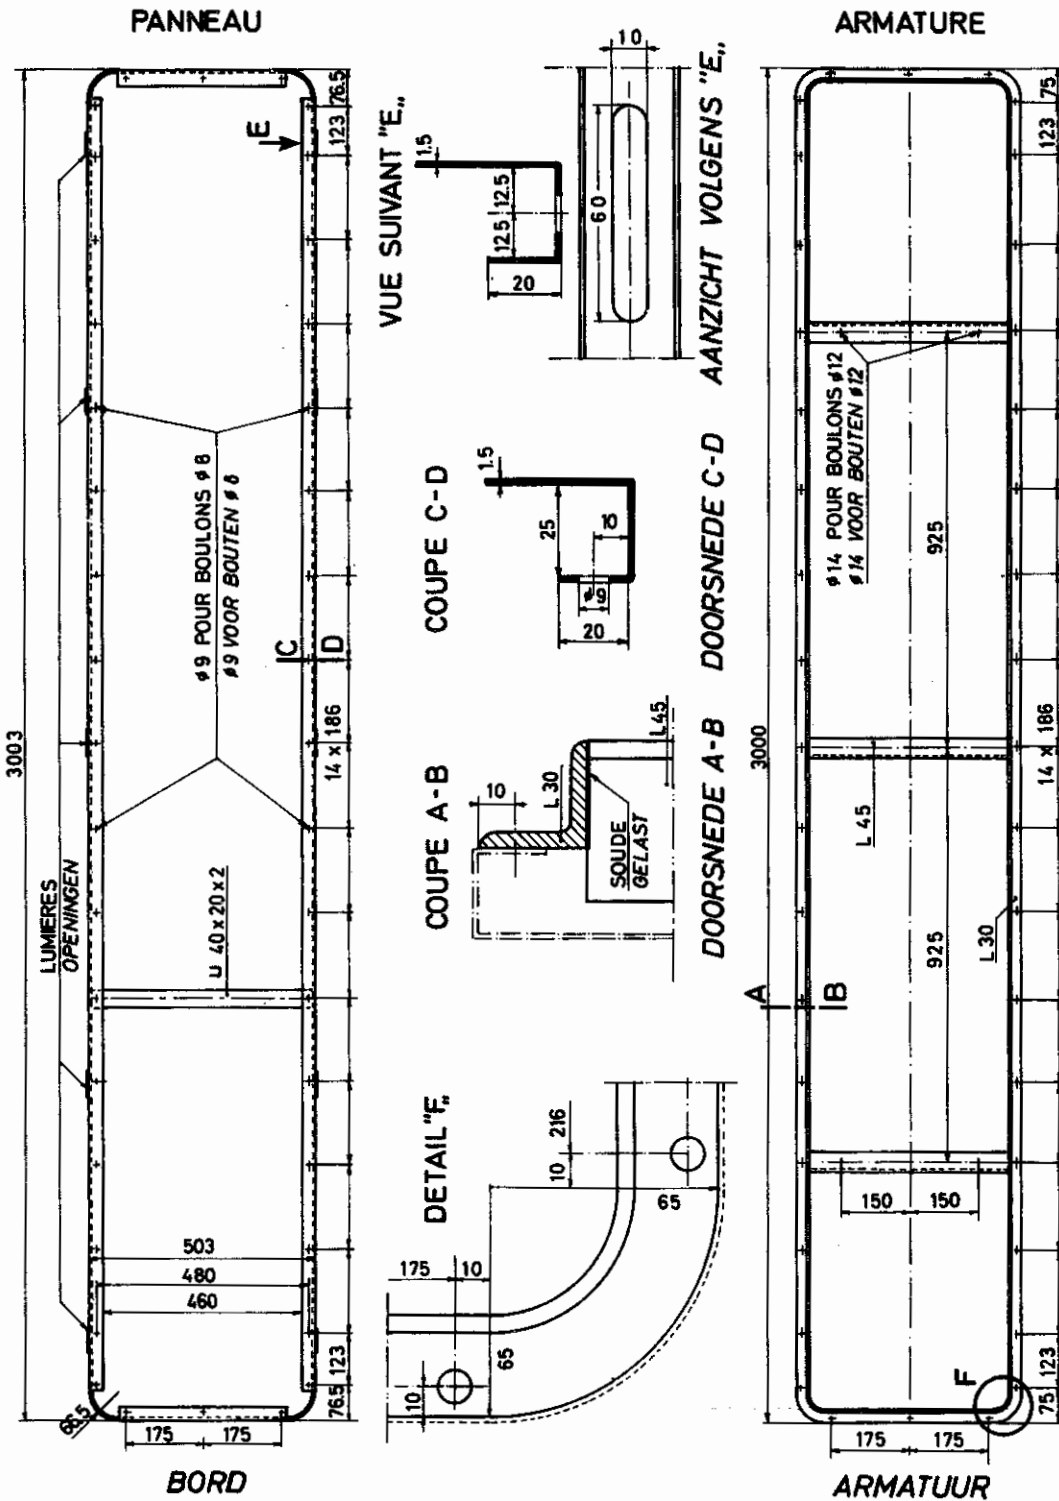 PANNEAU
ARMATURE
3003
LUMIERES
OPENINGEN
E
76.5
123
ø9 POUR BOULONS ø8
ø9 VOOR BOUTEN ø8
C
D
14 x 186
⊔ 40 x 20 x 2
503
480
460
123
76.5
66.5
175
175
BORD
VUE SUIVANT "E„
1.5
12.5
12.5
20
10
60
AANZICHT VOLGENS "E„
COUPE C-D
1.5
25
10
ø9
20
DOORSNEDE C-D
COUPE A-B
10
L 30
L45
SOUDE
GELAST
DOORSNEDE A-B
DETAIL "F„
216
10
65
175
10
65
10
3000
75
123
ø14 POUR BOULONS ø12
ø14 VOOR BOUTEN ø12
925
14 x 186
L 45
L30
925
A
B
150
150
F
123
75
175
175
ARMATUUR